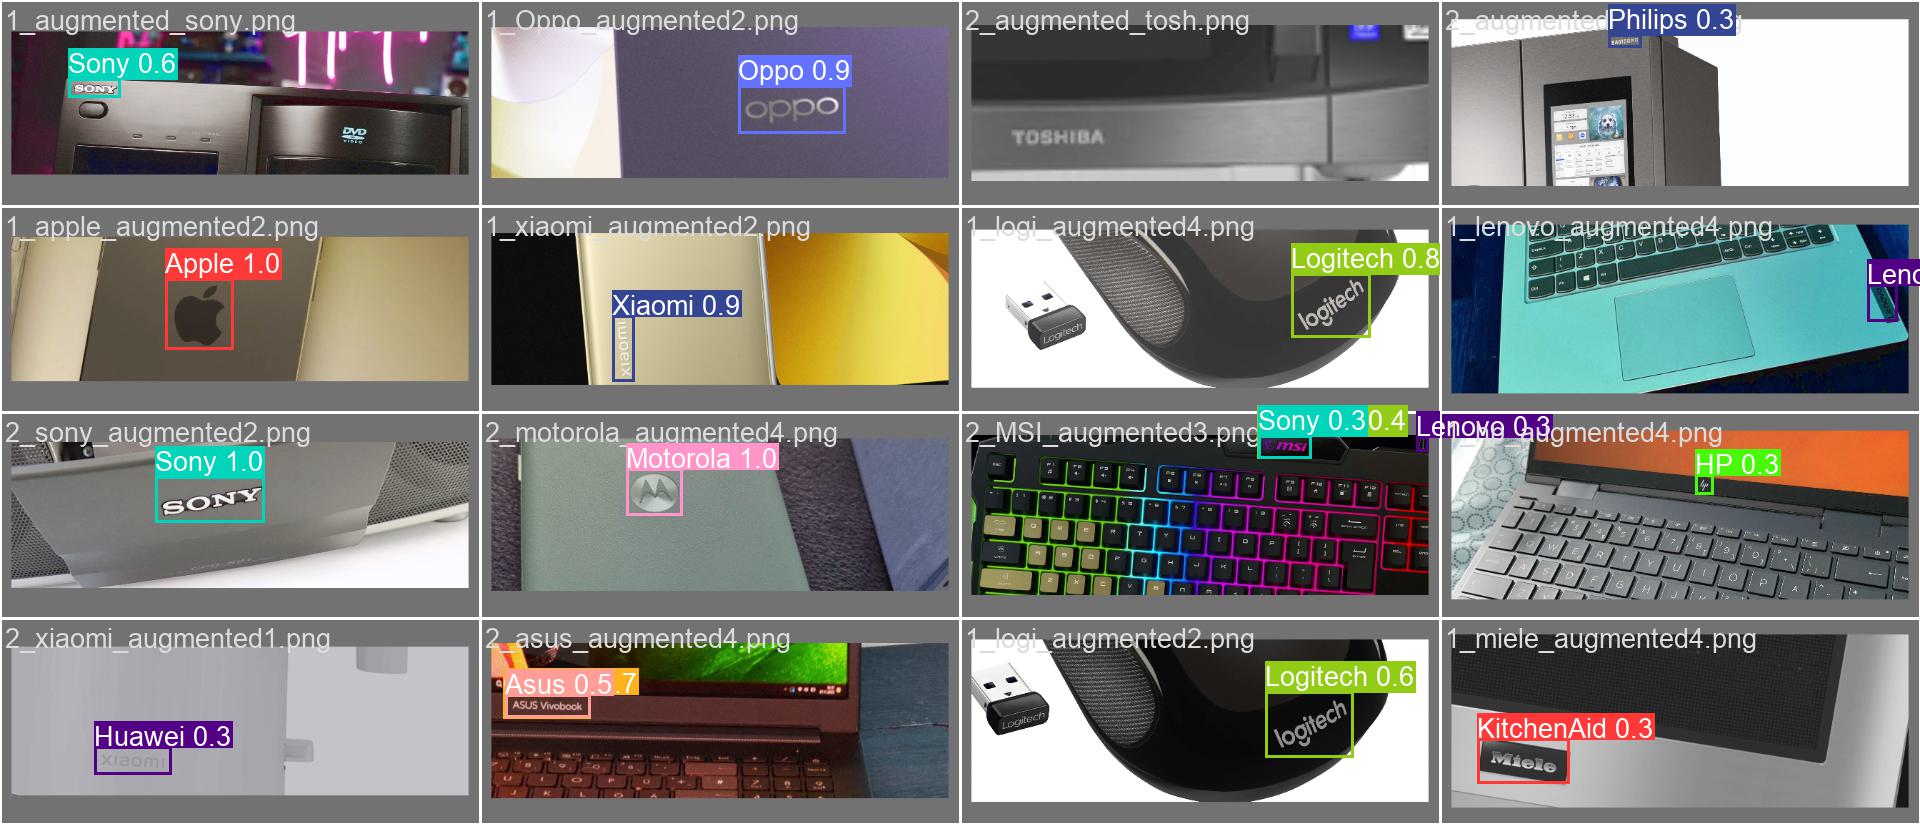 1_augmented_sony.png
Sony 0.6
SONY
DVD
VIDEO
1_Oppo_augmented2.png
Oppo 0.9
oppo
2_augmented_tosh.png
TOSHIBA
2_augmented
Philips 0.3
SAMSUNG
1_apple_augmented2.png
Apple 1.0
1_xiaomi_augmented2.png
Xiaomi 0.9
xiaomi
1_logi_augmented4.png
Logitech 0.8
logitech
Logitech
1_lenovo_augmented4.png
Leno
2_sony_augmented2.png
Sony 1.0
SONY
2_motorola_augmented4.png
Motorola 1.0
2_MSI_augmented3.png
Sony 0.3
0.4
msi
Lenovo 0.3
augmented4.png
HP 0.3
hp
2_xiaomi_augmented1.png
Huawei 0.3
xiaomi
2_asus_augmented4.png
Asus 0.5
.7
ASUS Vivobook
1_logi_augmented2.png
Logitech 0.6
logitech
Logitech
1_miele_augmented4.png
KitchenAid 0.3
Miele